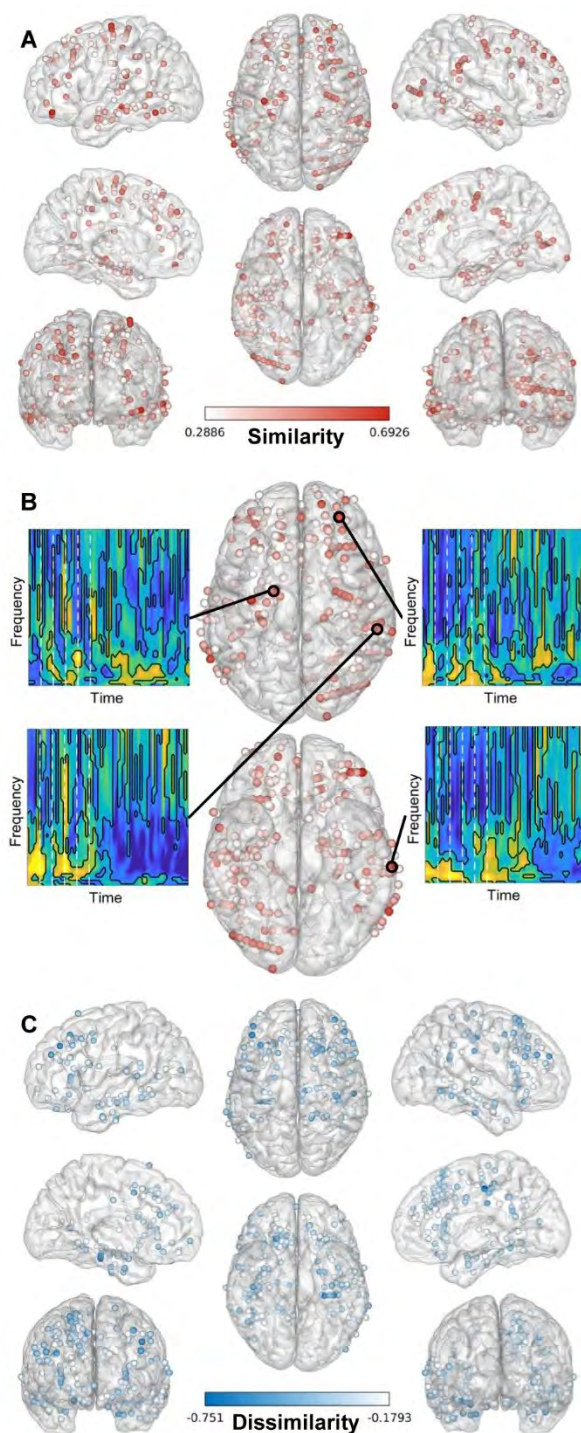 A
0.2886
0.6926
Similarity
B
Frequency
Time
Frequency
Time
Frequency
Time
Frequency
Time
C
-0.751
-0.1793
Dissimilarity